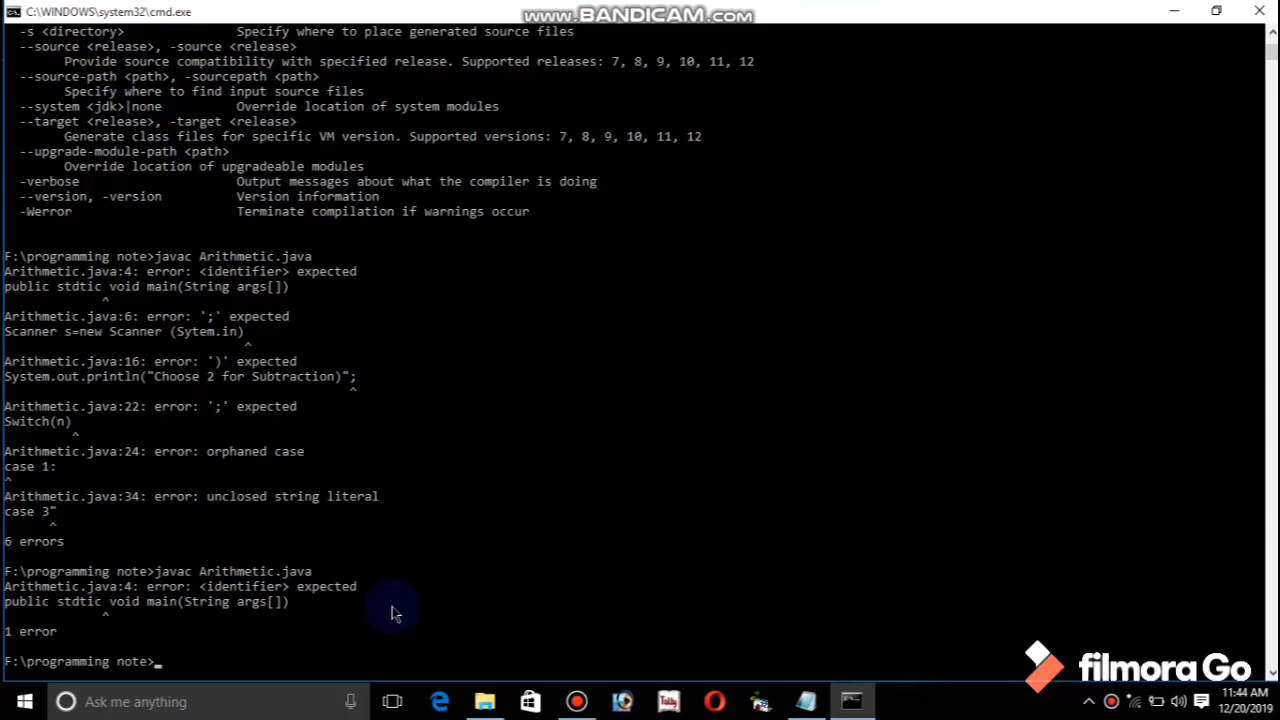 C:\WINDOWS\system32\cmd.exe
www.BANDICAM.com
-s <directory> Specify where to place generated source files
--source <release>, -source <release>
Provide source compatibility with specified release. Supported releases: 7, 8, 9, 10, 11, 12
--source-path <path>, -sourcepath <path>
Specify where to find input source files
--system <jdk>|none Override location of system modules
--target <release>, -target <release>
Generate class files for specific VM version. Supported versions: 7, 8, 9, 10, 11, 12
--upgrade-module-path <path>
Override location of upgradeable modules
-verbose Output messages about what the compiler is doing
--version, -version Version information
-Werror Terminate compilation if warnings occur
F:\programming note>javac Arithmetic.java
Arithmetic.java:4: error: <identifier> expected
public stdtic void main(String args[])
^
Arithmetic.java:6: error: ';' expected
Scanner s=new Scanner (Sytem.in)
^
Arithmetic.java:16: error: ')' expected
System.out.println("Choose 2 for Subtraction)";
^
Arithmetic.java:22: error: ';' expected
Switch(n)
^
Arithmetic.java:24: error: orphaned case
case 1:
^
Arithmetic.java:34: error: unclosed string literal
case 3"
^
6 errors
F:\programming note>javac Arithmetic.java
Arithmetic.java:4: error: <identifier> expected
public stdtic void main(String args[])
^
1 error
F:\programming note>_
filmora Go
Ask me anything
Tally
11:44 AM
12/20/2019